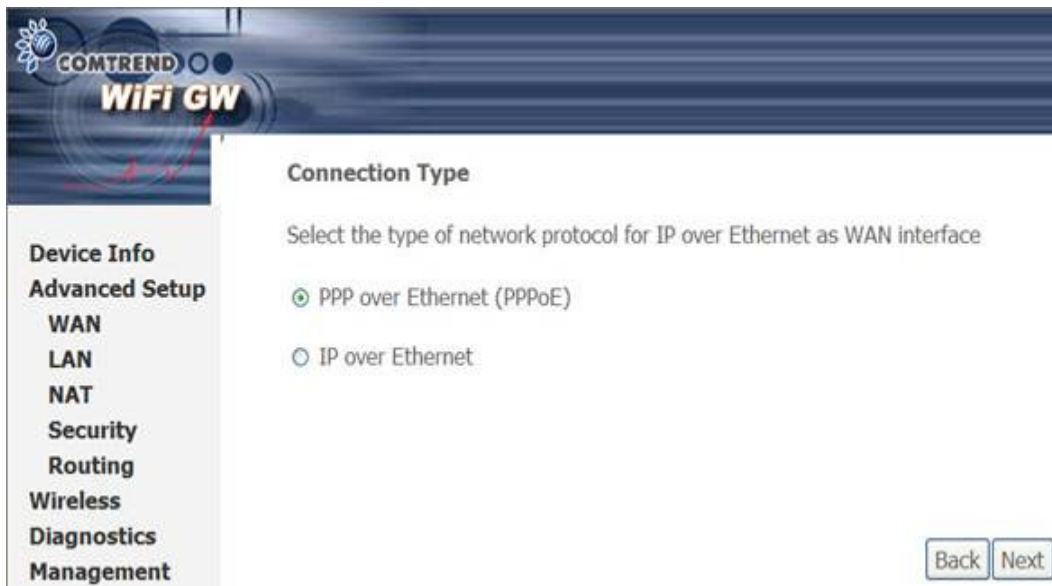 COMTREND
WiFi GW
Connection Type
Select the type of network protocol for IP over Ethernet as WAN interface
PPP over Ethernet (PPPoE)
IP over Ethernet
Device Info
Advanced Setup
WAN
LAN
NAT
Security
Routing
Wireless
Diagnostics
Management
Back Next